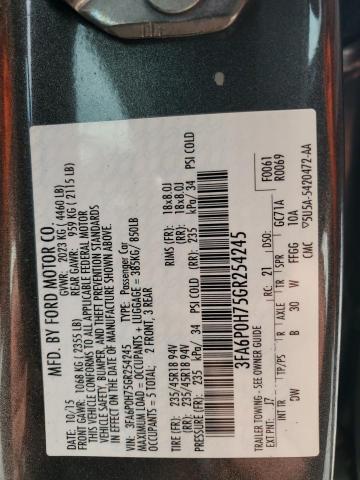 MFD. BY FORD MOTOR CO.
10/15 GVWR: 2023 KG ( 4460 LB)
FRONT GAWR: 1068 KG ( 2355 LB) REAR GAWR: 959 KG ( 2115 LB)
VEHICLE CONFORMS TO ALL APPLICABLE FEDERAL MOTOR
VEHICLE SAFETY, BUMPER, AND THEFT PREVENTION STANDARDS
IN EFFECT ON THE DATE OF MANUFACTURE SHOWN ABOVE.
VIN: 3FA6P0H75GR254245 TYPE: Passenger Car
MAXIMUM LOAD = OCCUPANTS + LUGGAGE = 385KG/ 850LB
OCCUPANTS = 5 TOTAL: 2 FRONT, 3 REAR
TIRE (FR): 235/45R18 94V RIMS (FR): 18x8.0J
TIRE (RR): 235/45R18 94V RIMS (RR): 18x8.0J
PRESSURE(FR): 235 kPa/ 34 PSI COLD (RR): 235 kPa/ 34 PSI COLD
3FA6P0H75GR254245
TRAILER TOWING - SEE OWNER GUIDE
F0061
R0069
EXT PNT: J7 RC: 21 DSO: GC71A
INT TR TP/PS R AXLE TR SPR
DW B 30 W FFGG 10A
CMC 5U5A-5420472-AA